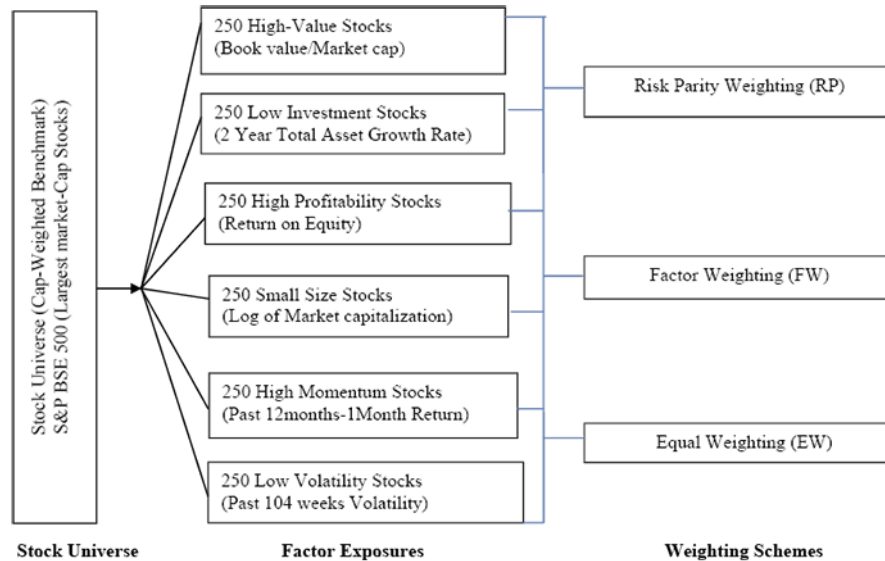 Stock Universe (Cap-Weighted Benchmark)
S&P BSE 500 (Largest market-Cap Stocks)
250 High-Value Stocks
(Book value/Market cap)
250 Low Investment Stocks
(2 Year Total Asset Growth Rate)
250 High Profitability Stocks
(Return on Equity)
250 Small Size Stocks
(Log of Market capitalization)
250 High Momentum Stocks
(Past 12months-1Month Return)
250 Low Volatility Stocks
(Past 104 weeks Volatility)
Risk Parity Weighting (RP)
Factor Weighting (FW)
Equal Weighting (EW)
Stock Universe
Factor Exposures
Weighting Schemes